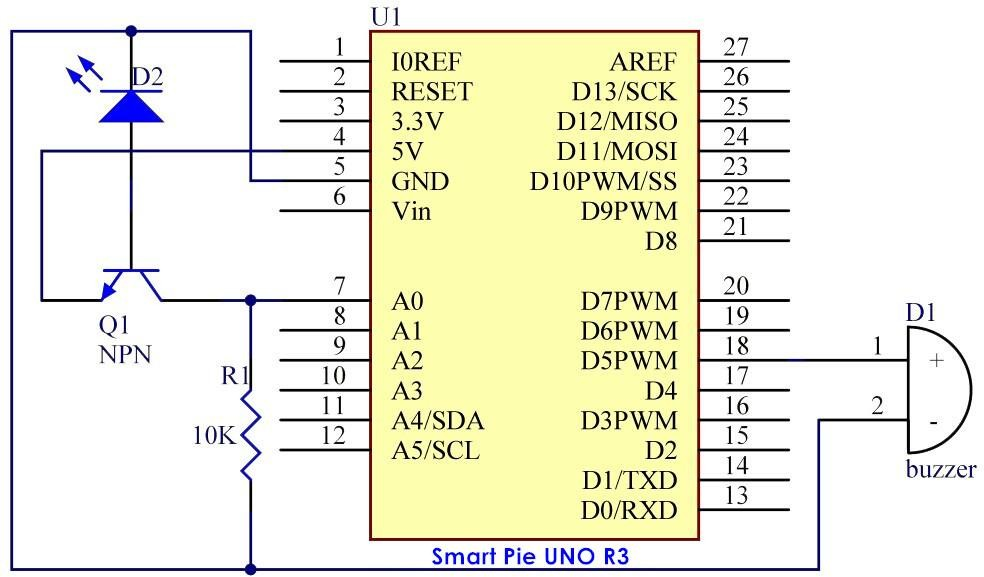 U1
1
2
3
4
5
6
7
8
9
10
11
12
I0REF
RESET
3.3V
5V
GND
Vin
A0
A1
A2
A3
A4/SDA
A5/SCL
AREF
D13/SCK
D12/MISO
D11/MOSI
D10PWM/SS
D9PWM
D8
D7PWM
D6PWM
D5PWM
D4
D3PWM
D2
D1/TXD
D0/RXD
27
26
25
24
23
22
21
20
19
18
17
16
15
14
13
D2
Q1
NPN
R1
10K
D1
1
2
+
-
buzzer
Smart Pie UNO R3